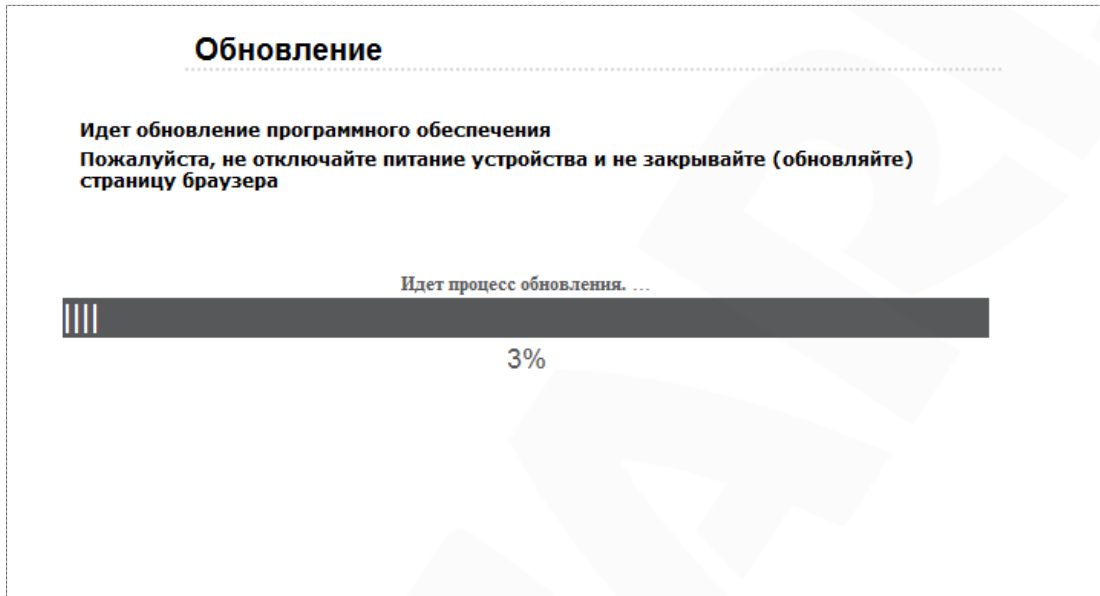 Обновление
Идет обновление программного обеспечения
Пожалуйста, не отключайте питание устройства и не закрывайте (обновляйте)
страницу браузера
Идет процесс обновления. ...
3%